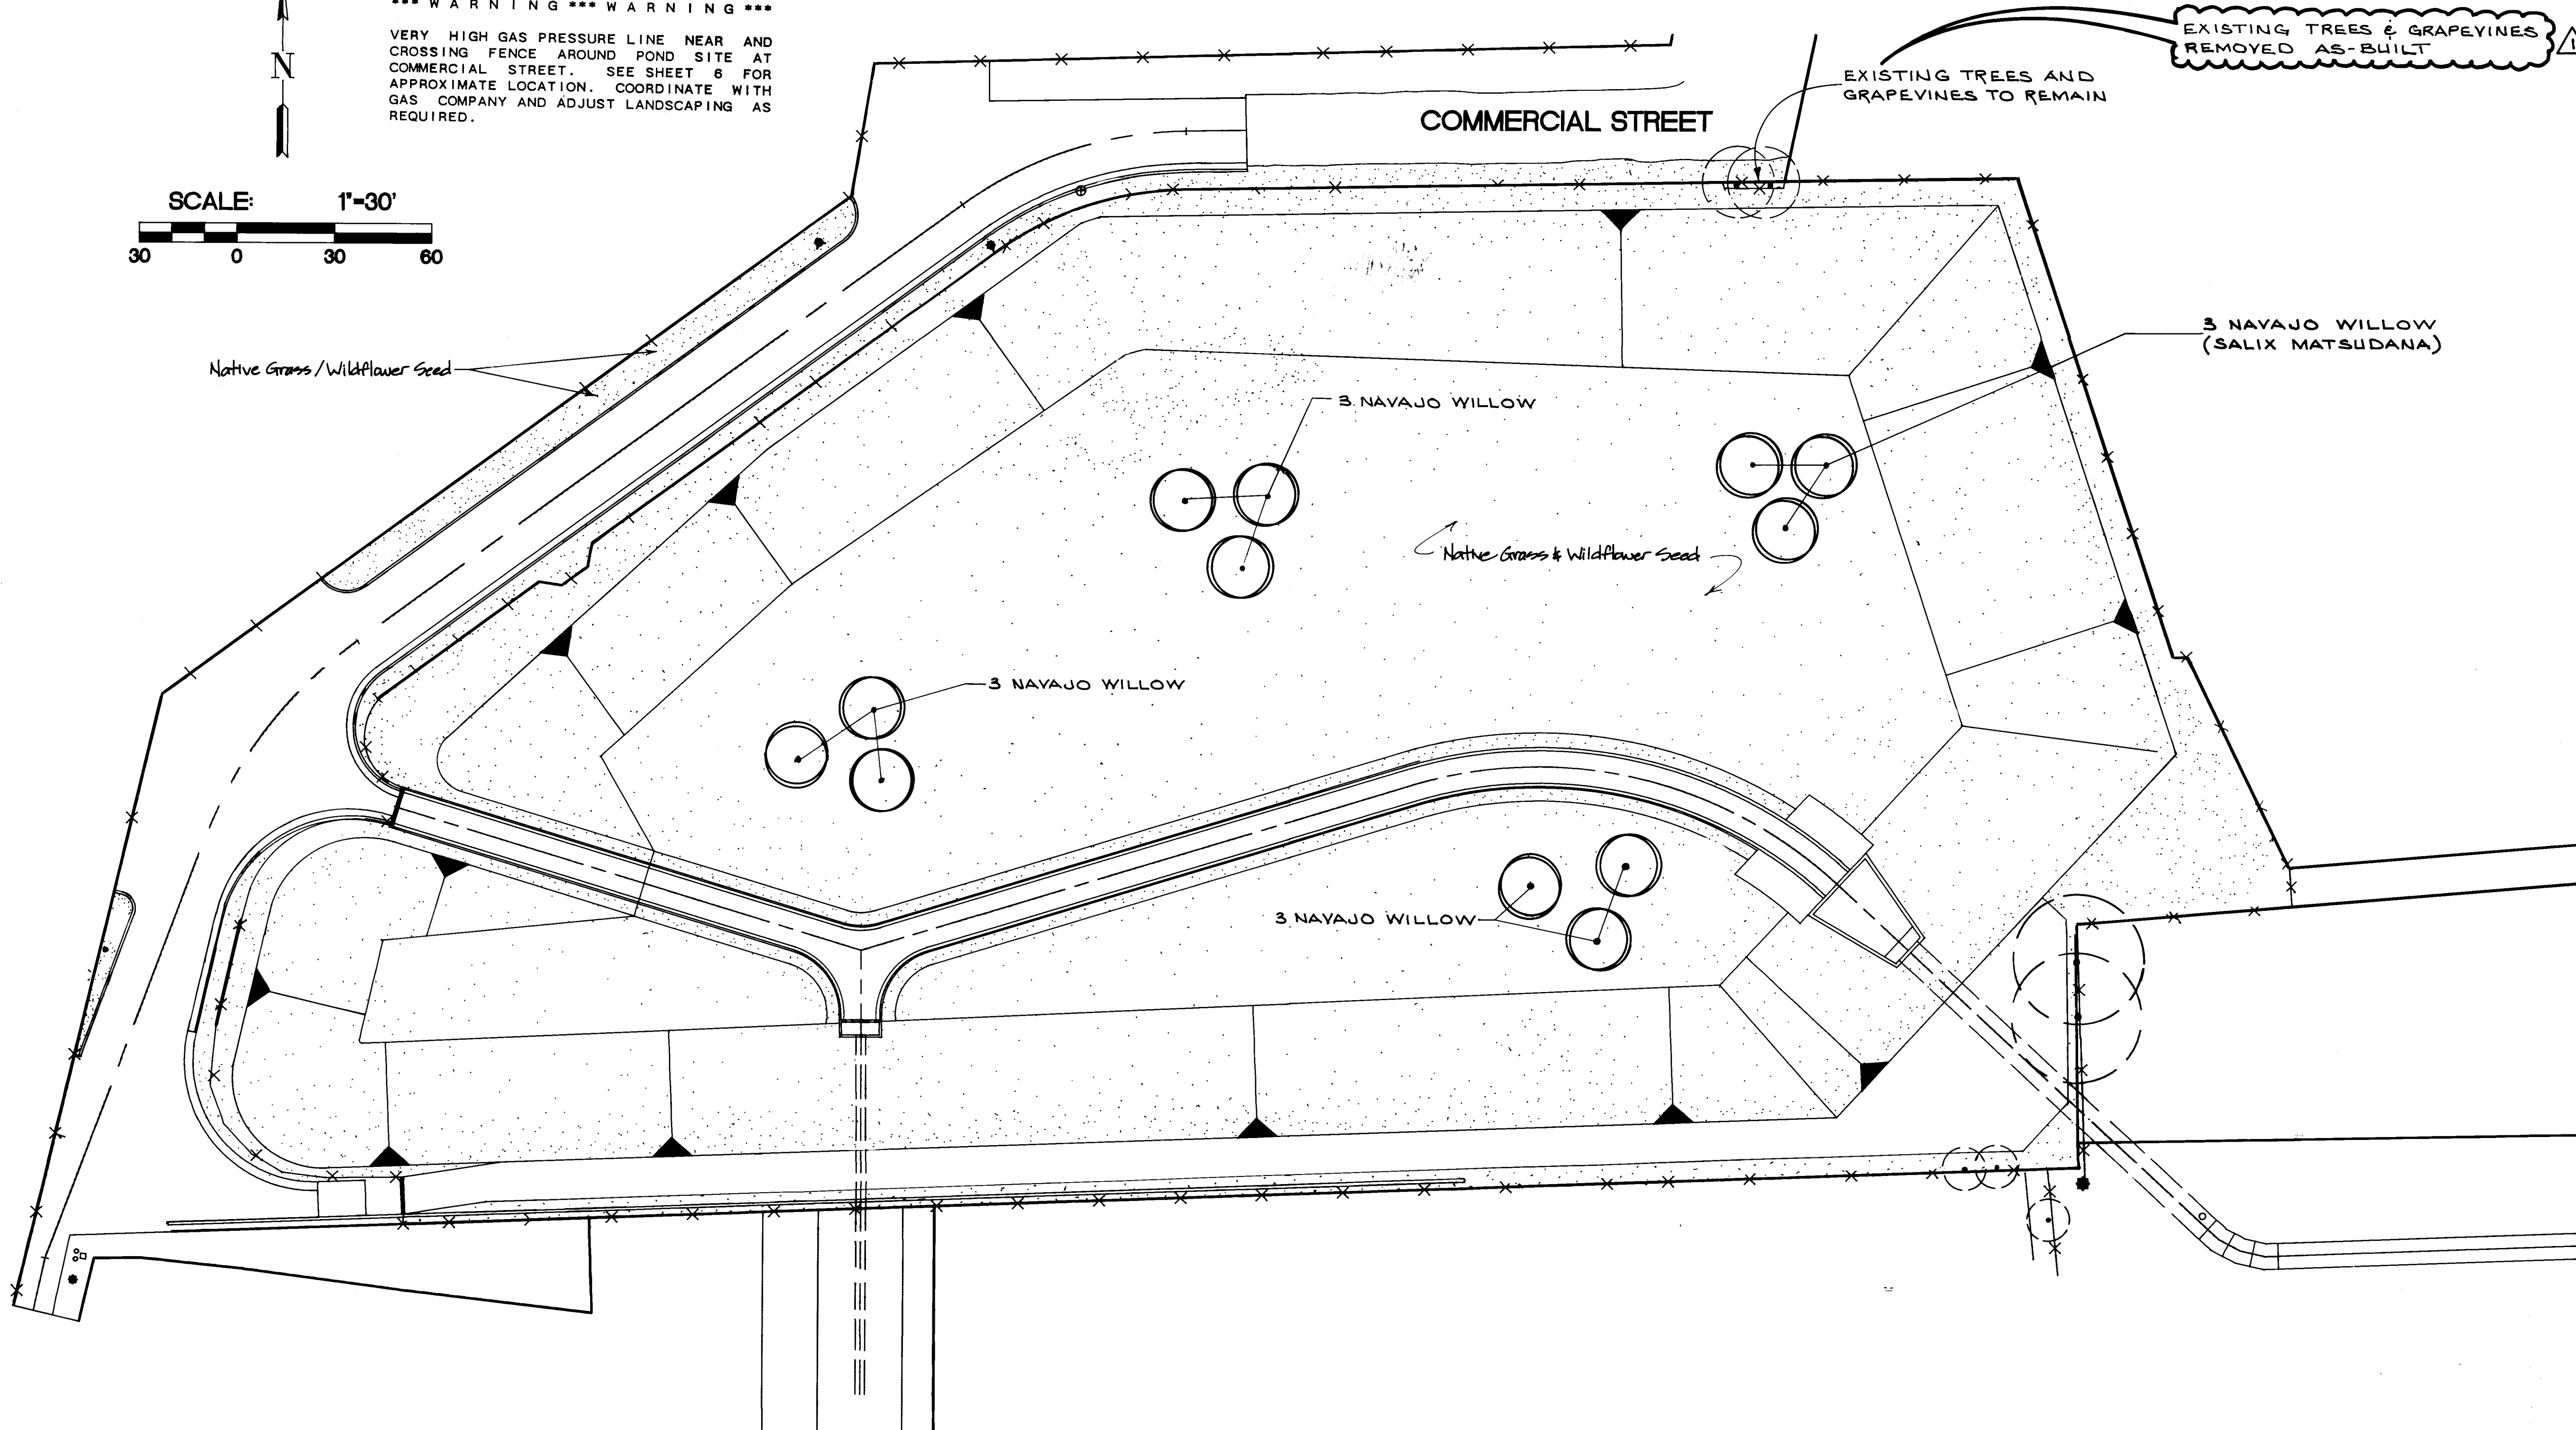 *** W A R N I N G *** W A R N I N G ***
VERY HIGH GAS PRESSURE LINE NEAR AND
CROSSING FENCE AROUND POND SITE AT
COMMERCIAL STREET. SEE SHEET 6 FOR
APPROXIMATE LOCATION. COORDINATE WITH
GAS COMPANY AND ADJUST LANDSCAPING AS
REQUIRED.
N
SCALE: 1"=30'
30 0 30 60
EXISTING TREES & GRAPEVINES
REMOVED AS-BUILT
1
EXISTING TREES AND
GRAPEVINES TO REMAIN
COMMERCIAL STREET
3 NAVAJO WILLOW
(SALIX MATSUDANA)
Native Grass/Wildflower Seed
3 NAVAJO WILLOW
Native Grass & Wildflower Seed
3 NAVAJO WILLOW
3 NAVAJO WILLOW